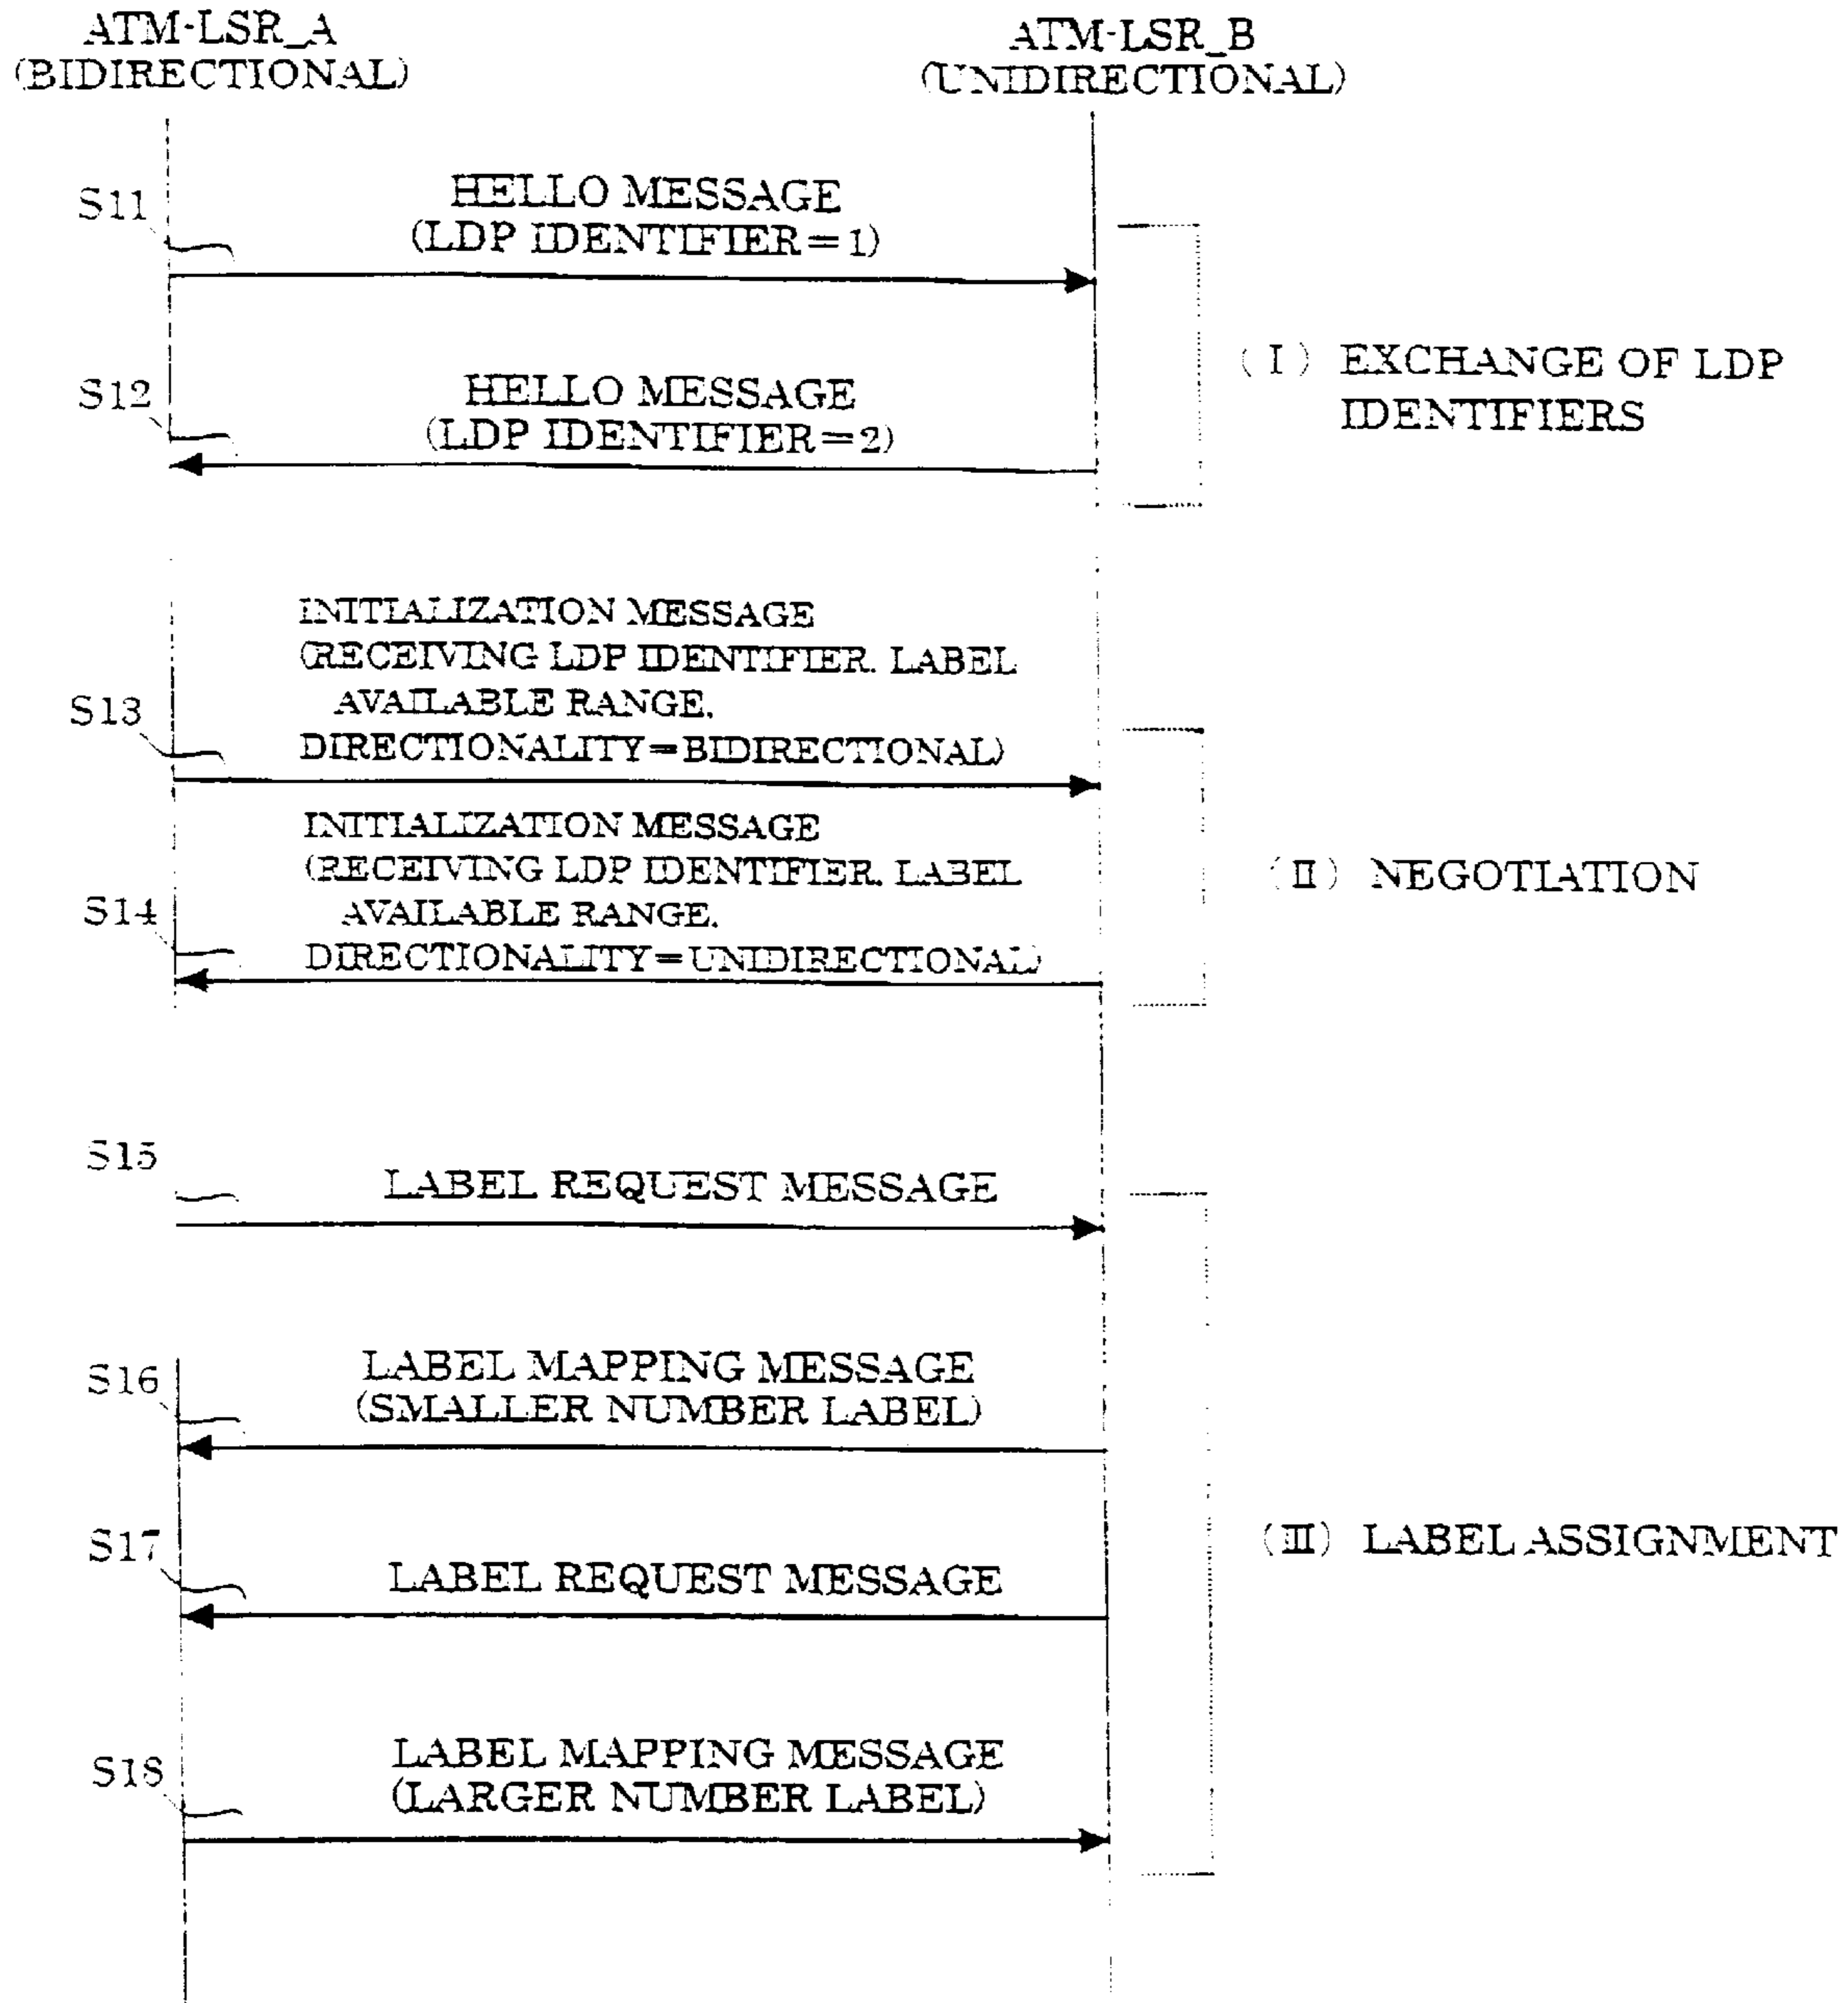 ATM-LSR_A
(BIDIRECTIONAL)
ATM-LSR_B
(UNIDIRECTIONAL)
S11
HELLO MESSAGE
(LDP IDENTIFIER=1)
S12
HELLO MESSAGE
(LDP IDENTIFIER=2)
(I) EXCHANGE OF LDP
IDENTIFIERS
INITIALIZATION MESSAGE
(RECEIVING LDP IDENTIFIER. LABEL
AVAILABLE RANGE.
DIRECTIONALITY=BIDIRECTIONAL)
S13
INITIALIZATION MESSAGE
(RECEIVING LDP IDENTIFIER. LABEL
AVAILABLE RANGE.
DIRECTIONALITY=UNIDIRECTIONAL)
S14
(II) NEGOTIATION
S15
LABEL REQUEST MESSAGE
S16
LABEL MAPPING MESSAGE
(SMALLER NUMBER LABEL)
S17
LABEL REQUEST MESSAGE
(III) LABEL ASSIGNMENT
S18
LABEL MAPPING MESSAGE
(LARGER NUMBER LABEL)